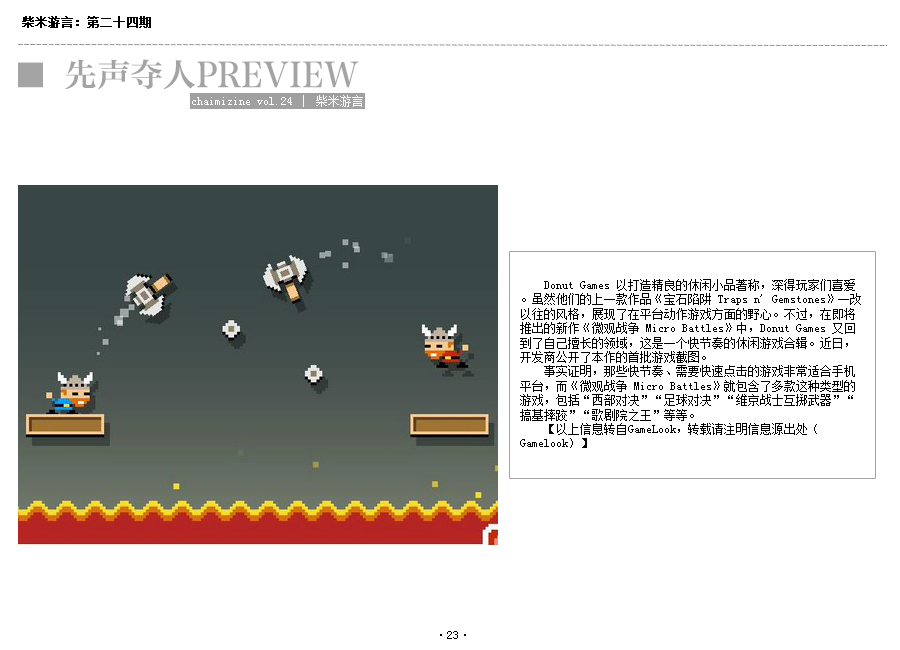 柴米游言：第二十四期
先声夺人PREVIEW
chaimizine vol.24 | 柴米游言
Donut Games 以打造精良的休闲小品著称，深得玩家们喜爱
。虽然他们的上一款作品《宝石陷阱 Traps n' Gemstones》一改
以往的风格，展现了在平台动作游戏方面的野心。不过，在即将
推出的新作《微观战争 Micro Battles》中，Donut Games 又回
到了自己擅长的领域，这是一个快节奏的休闲游戏合辑。近日，
开发商公开了本作的首批游戏截图。
事实证明，那些快节奏、需要快速点击的游戏非常适合手机
平台，而《微观战争 Micro Battles》就包含了多款这种类型的
游戏，包括“西部对决”“足球对决”“维京战士互掷武器”“
搞基摔跤”“歌剧院之王”等等。
【以上信息转自GameLook，转载请注明信息源出处（
Gamelook）】
·23·